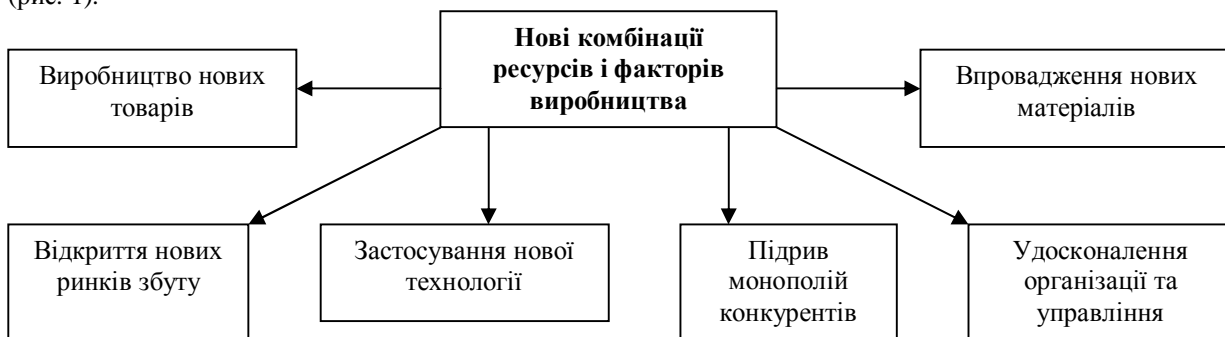 (рис. 1).
Нові комбінації
ресурсів і факторів
виробництва
Виробництво нових
товарів
Впровадження нових
матеріалів
Відкриття нових
ринків збуту
Застосування нової
технології
Підрив
монополій
конкурентів
Удосконалення
організації та
управління